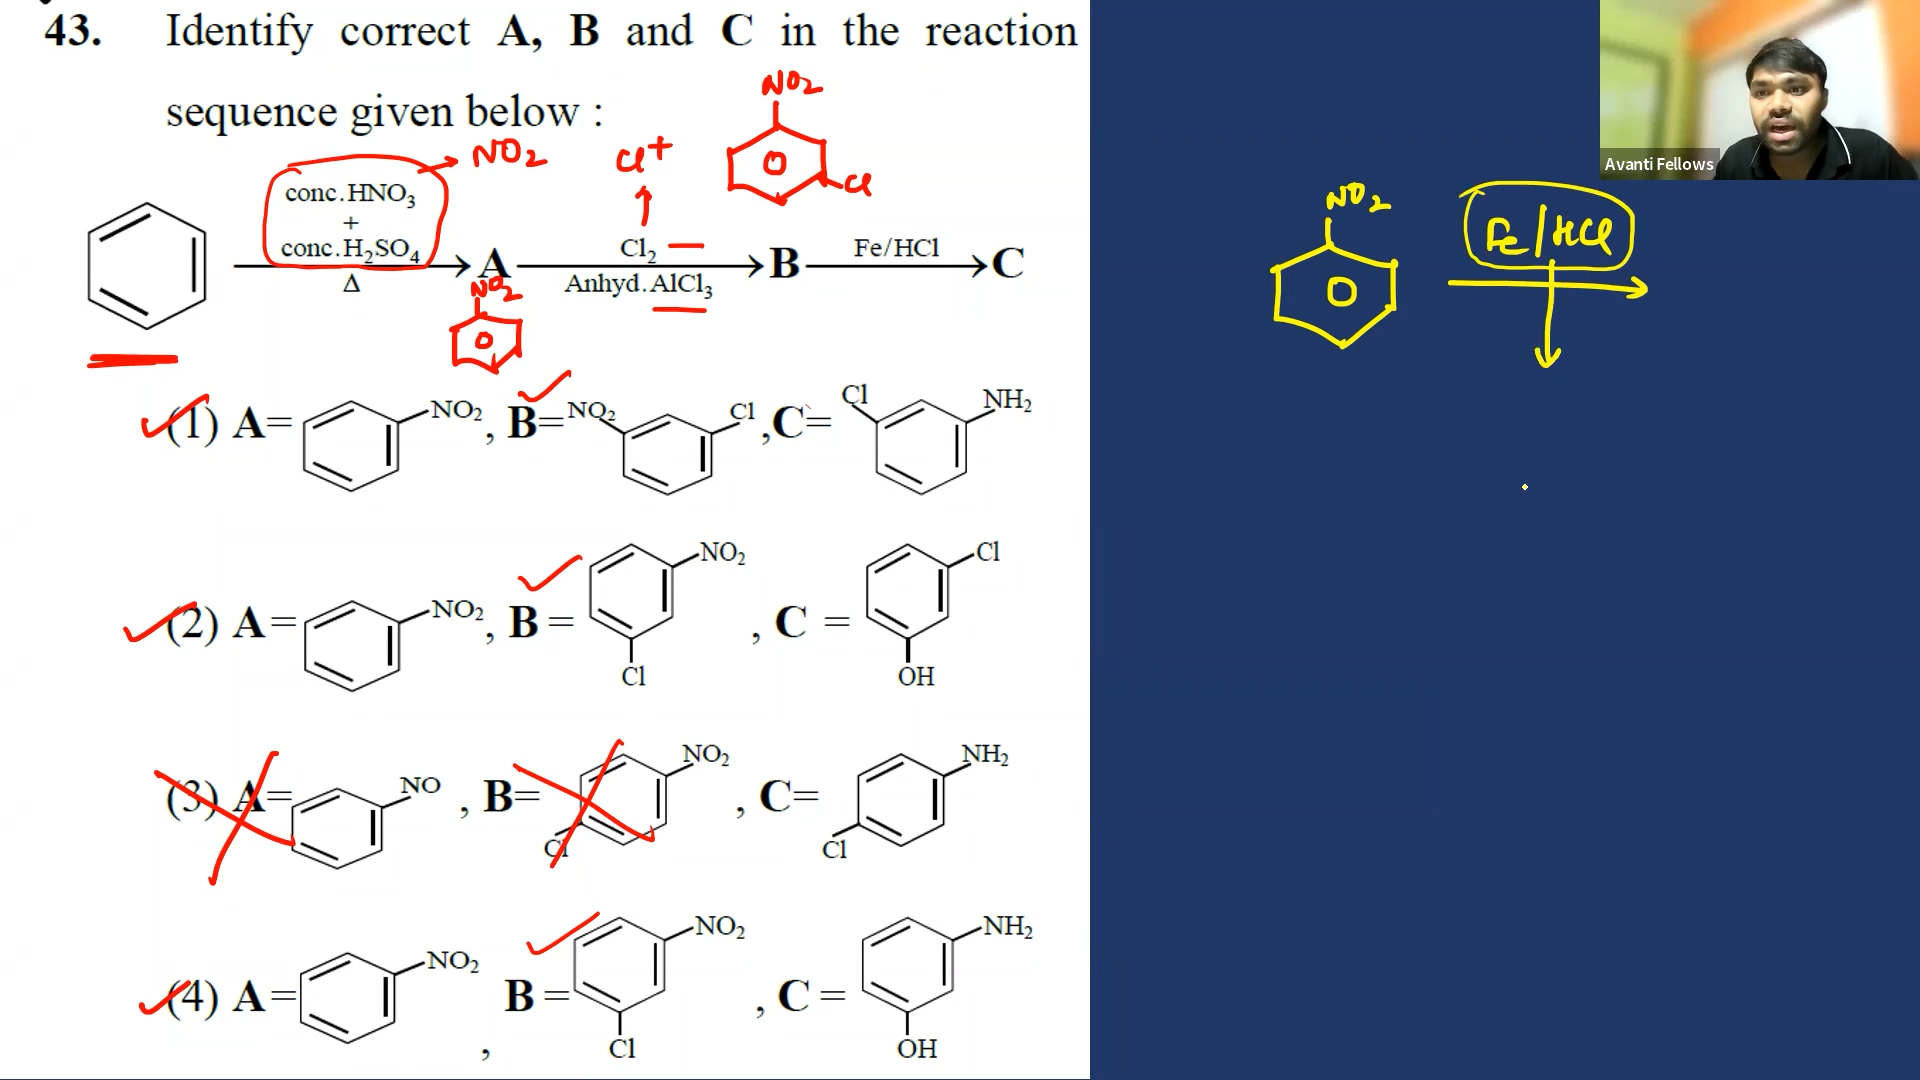 43. Identify correct A, B and C in the reaction
sequence given below :
NO2
NO2
Cl+
Cl
conc.HNO3
+
conc.H2SO4
Δ
A
Cl2
Anhyd.AlCl3
B
Fe/HCl
C
NO2
(1) A= NO2 , B= NO2 Cl ,C= Cl NH2
(2) A= NO2 , B = NO2 Cl , C = Cl OH
(3) A= NO , B= NO2 Cl , C= NH2 Cl
(4) A= NO2 , B = NO2 Cl , C = NH2 OH
NO2
Fe/HCl
Avanti Fellows